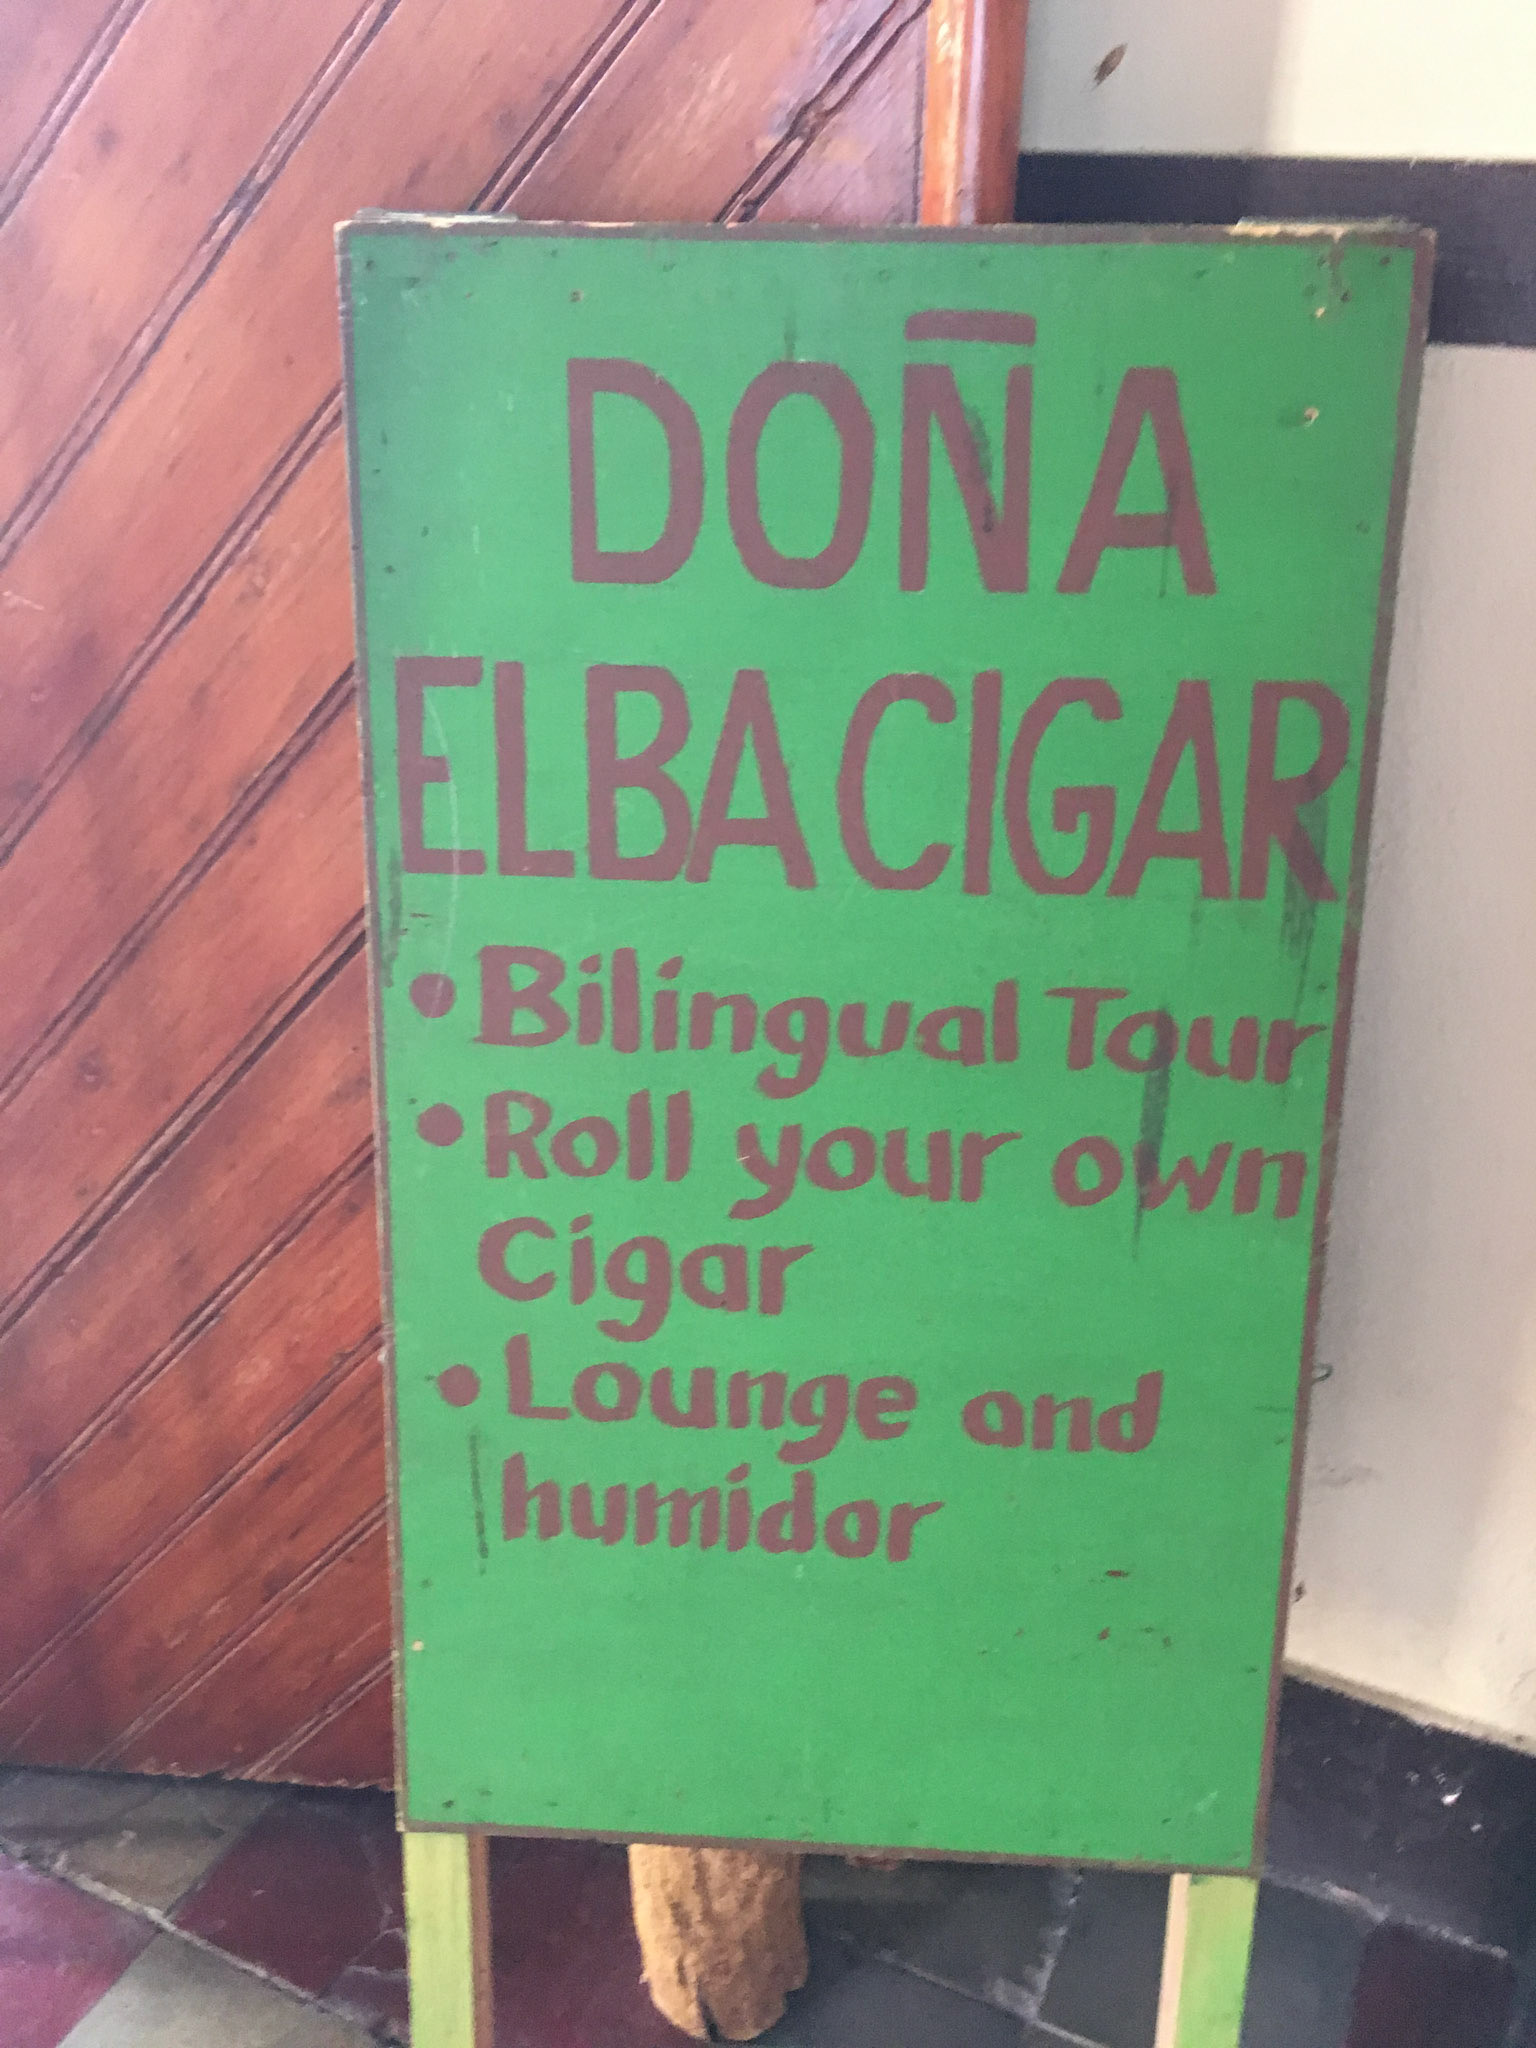 DOÑA
ELBA CIGAR
• Bilingual Tour
• Roll your own
Cigar
• Lounge and
humidor